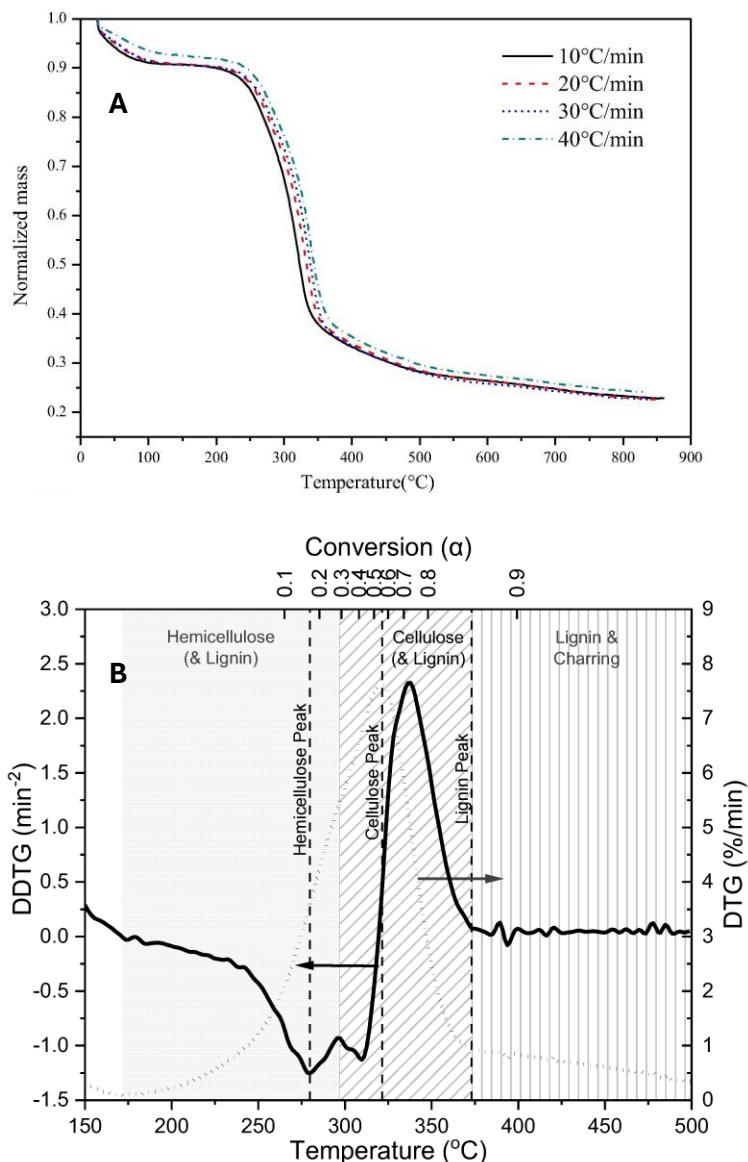 1.0
0.9
0.8
0.7
0.6
0.5
0.4
0.3
0.2
Normalized mass
A
10°C/min
20°C/min
30°C/min
40°C/min
0 100 200 300 400 500 600 700 800 900
Temperature(°C)
Conversion (α)
0.1 0.2 0.3 0.4 0.5 0.6 0.7 0.8 0.9
3.0
2.5
2.0
1.5
1.0
0.5
0.0
-0.5
-1.0
-1.5
DDTG (min⁻²)
B
Hemicellulose
(& Lignin)
Cellulose
(& Lignin)
Lignin &
Charring
Hemicellulose Peak
Cellulose Peak
Lignin Peak
9
8
7
6
5
4
3
2
1
0
DTG (%/min)
150 200 250 300 350 400 450 500
Temperature (°C)